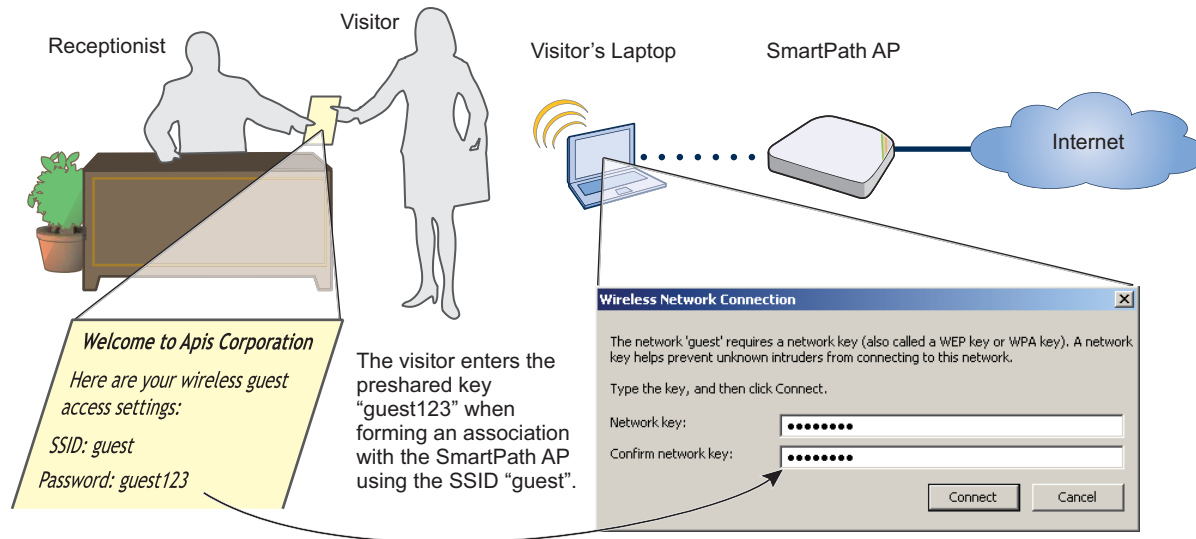 Receptionist
Visitor
Visitor's Laptop
SmartPath AP
Internet
Welcome to Apis Corporation
Here are your wireless guest
access settings:
SSID: guest
Password: guest123
The visitor enters the
preshared key
“guest123” when
forming an association
with the SmartPath AP
using the SSID “guest”.
Wireless Network Connection
The network 'guest' requires a network key (also called a WEP key or WPA key). A network
key helps prevent unknown intruders from connecting to this network.
Type the key, and then click Connect.
Network key: ●●●●●●●●
Confirm network key: ●●●●●●●●
Connect Cancel